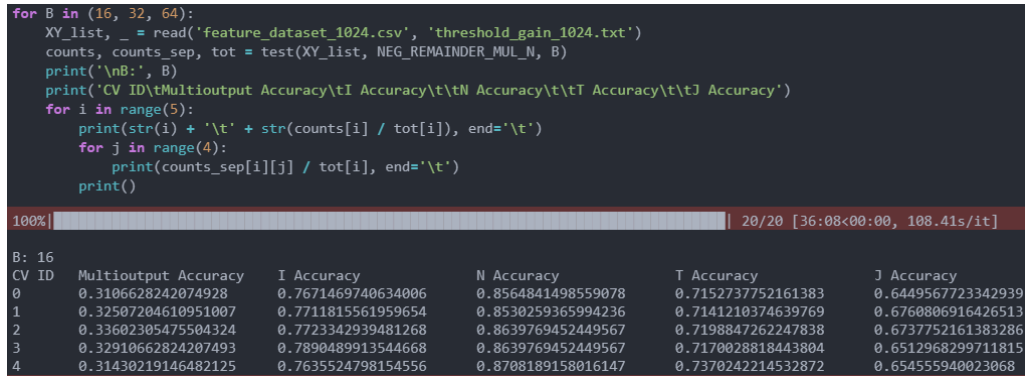 for B in (16, 32, 64):
    XY_list, _ = read('feature_dataset_1024.csv', 'threshold_gain_1024.txt')
    counts, counts_sep, tot = test(XY_list, NEG_REMAINDER_MUL_N, B)
    print('\nB:', B)
    print('CV ID\tMultioutput Accuracy\tI Accuracy\t\tN Accuracy\t\tT Accuracy\t\tJ Accuracy')
    for i in range(5):
        print(str(i) + '\t' + str(counts[i] / tot[i]), end='\t')
        for j in range(4):
            print(counts_sep[i][j] / tot[i], end='\t')
        print()
100%| | 20/20 [36:08<00:00, 108.41s/it]
B: 16
CV ID Multioutput Accuracy I Accuracy N Accuracy T Accuracy J Accuracy
0 0.3106628242074928 0.7671469740634006 0.8564841498559078 0.7152737752161383 0.6449567723342939
1 0.32507204610951007 0.7711815561959654 0.8530259365994236 0.7141210374639769 0.6760806916426513
2 0.33602305475504324 0.7723342939481268 0.8639769452449567 0.7198847262247838 0.6737752161383286
3 0.32910662824207493 0.7890489913544668 0.8639769452449567 0.7170028818443804 0.6512968299711815
4 0.31430219146482125 0.7635524798154556 0.8708189158016147 0.7370242214532872 0.654555940023068